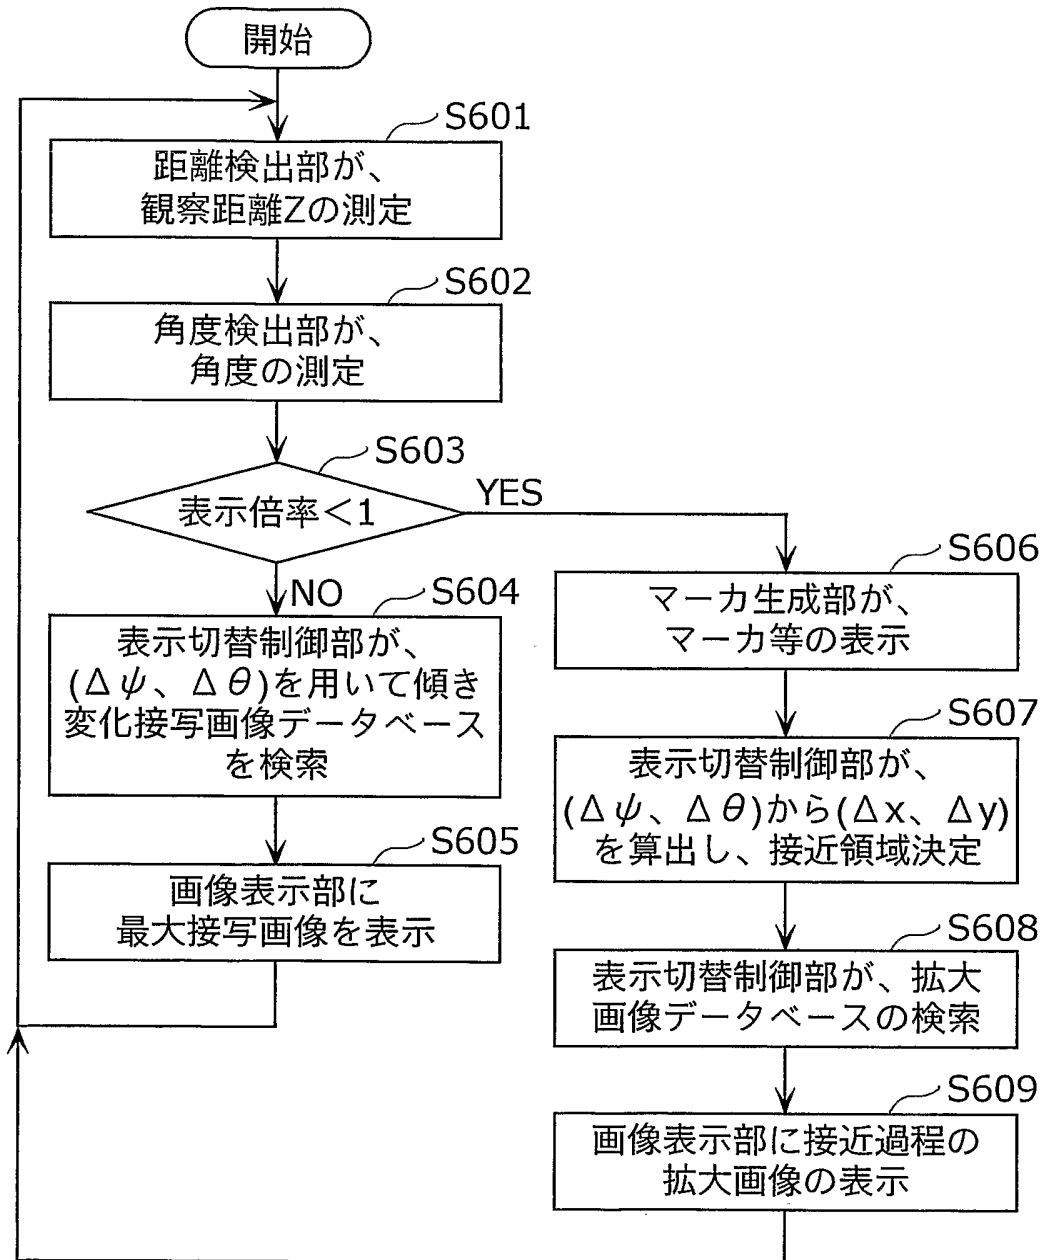 開始
S601
距離検出部が、
観察距離Zの測定
S602
角度検出部が、
角度の測定
S603
表示倍率<1
YES
NO
S604
表示切替制御部が、
(Δψ、Δθ)を用いて傾き
変化接写画像データベース
を検索
S605
画像表示部に
最大接写画像を表示
S606
マーカ生成部が、
マーカ等の表示
S607
表示切替制御部が、
(Δψ、Δθ)から(Δx、Δy)
を算出し、接近領域決定
S608
表示切替制御部が、拡大
画像データベースの検索
S609
画像表示部に接近過程の
拡大画像の表示